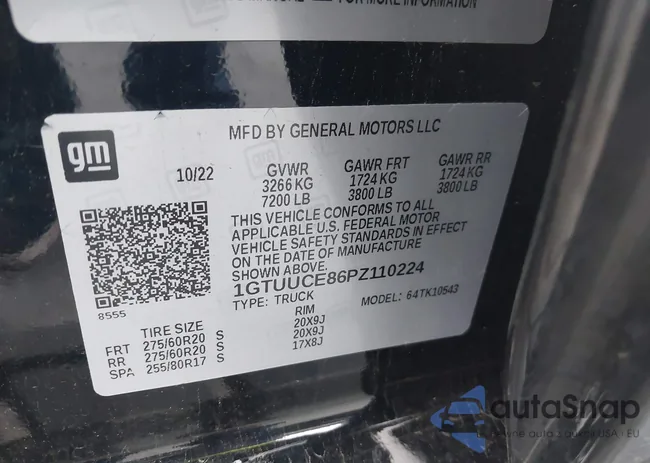 FOR MORE INFORMATION
MFD BY GENERAL MOTORS LLC
gm
10/22
GVWR
3266 KG
7200 LB
GAWR FRT
1724 KG
3800 LB
GAWR RR
1724 KG
3800 LB
THIS VEHICLE CONFORMS TO ALL
APPLICABLE U.S. FEDERAL MOTOR
VEHICLE SAFETY STANDARDS IN EFFECT
ON THE DATE OF MANUFACTURE
SHOWN ABOVE.
1GTUUCE86PZ110224
TYPE: TRUCK
MODEL: 64TK10543
8555
TIRE SIZE
RIM
FRT 275/60R20 S 20X9J
RR 275/60R20 S 20X9J
SPA 255/80R17 S 17X8J
autoSnap